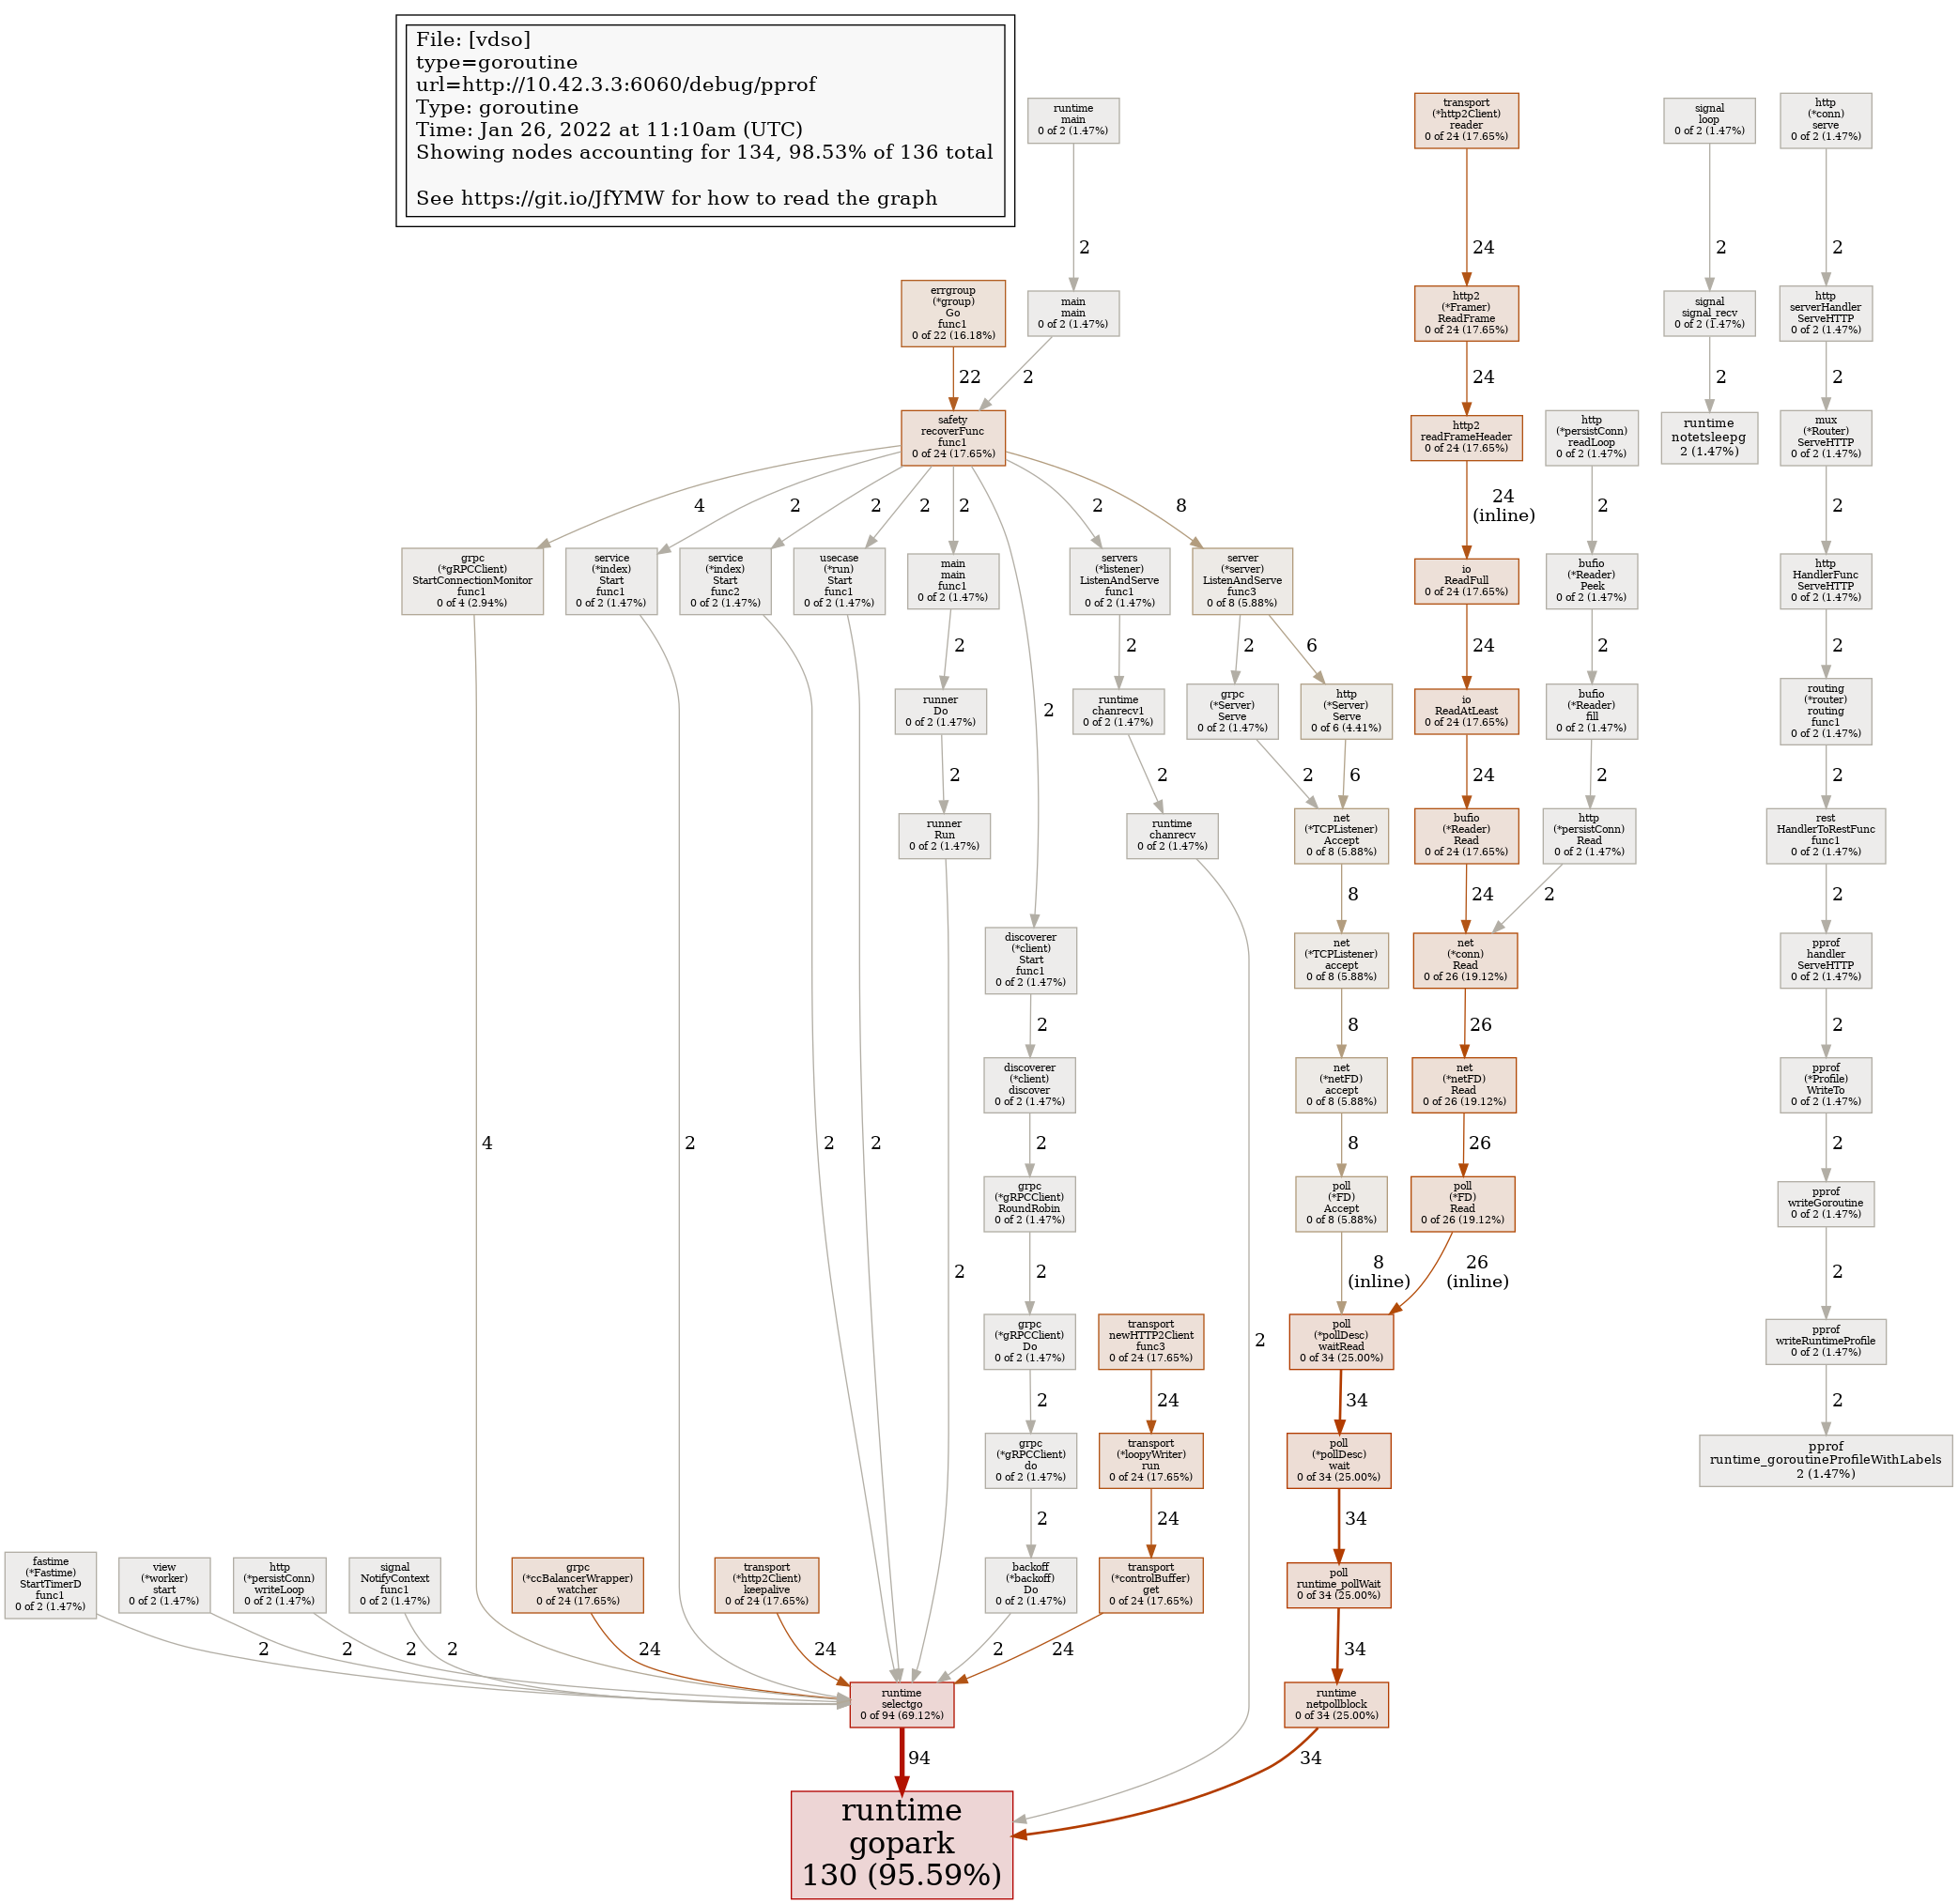 File: [vdso]
type=goroutine
url=http://10.42.3.3:6060/debug/pprof
Type: goroutine
Time: Jan 26, 2022 at 11:10am (UTC)
Showing nodes accounting for 134, 98.53% of 136 total
See https://git.io/JfYMW for how to read the graph
runtime
main
0 of 2 (1.47%)
transport
(*http2Client)
reader
0 of 24 (17.65%)
signal
loop
0 of 2 (1.47%)
http
(*conn)
serve
0 of 2 (1.47%)
2
24
2
2
errgroup
(*group)
Go
func1
0 of 22 (16.18%)
main
main
0 of 2 (1.47%)
http2
(*Framer)
ReadFrame
0 of 24 (17.65%)
signal
signal_recv
0 of 2 (1.47%)
http
serverHandler
ServeHTTP
0 of 2 (1.47%)
22
2
24
2
2
safety
recoverFunc
func1
0 of 24 (17.65%)
http2
readFrameHeader
0 of 24 (17.65%)
http
(*persistConn)
readLoop
0 of 2 (1.47%)
runtime
notetsleepg
2 (1.47%)
mux
(*Router)
ServeHTTP
0 of 2 (1.47%)
4
2
2
2
2
2
8
24
(inline)
2
2
grpc
(*gRPCClient)
StartConnectionMonitor
func1
0 of 4 (2.94%)
service
(*index)
Start
func1
0 of 2 (1.47%)
service
(*index)
Start
func2
0 of 2 (1.47%)
usecase
(*run)
Start
func1
0 of 2 (1.47%)
main
main
func1
0 of 2 (1.47%)
servers
(*listener)
ListenAndServe
func1
0 of 2 (1.47%)
server
(*server)
ListenAndServe
func3
0 of 8 (5.88%)
io
ReadFull
0 of 24 (17.65%)
bufio
(*Reader)
Peek
0 of 2 (1.47%)
http
HandlerFunc
ServeHTTP
0 of 2 (1.47%)
2
2
2
6
24
2
2
runner
Do
0 of 2 (1.47%)
2
runtime
chanrecv1
0 of 2 (1.47%)
grpc
(*Server)
Serve
0 of 2 (1.47%)
http
(*Server)
Serve
0 of 6 (4.41%)
io
ReadAtLeast
0 of 24 (17.65%)
bufio
(*Reader)
fill
0 of 2 (1.47%)
routing
(*router)
routing
func1
0 of 2 (1.47%)
2
2
2
6
24
2
2
runner
Run
0 of 2 (1.47%)
runtime
chanrecv
0 of 2 (1.47%)
net
(*TCPListener)
Accept
0 of 8 (5.88%)
bufio
(*Reader)
Read
0 of 24 (17.65%)
http
(*persistConn)
Read
0 of 2 (1.47%)
rest
HandlerToRestFunc
func1
0 of 2 (1.47%)
8
24
2
2
discoverer
(*client)
Start
func1
0 of 2 (1.47%)
net
(*TCPListener)
accept
0 of 8 (5.88%)
net
(*conn)
Read
0 of 26 (19.12%)
pprof
handler
ServeHTTP
0 of 2 (1.47%)
2
8
26
2
discoverer
(*client)
discover
0 of 2 (1.47%)
net
(*netFD)
accept
0 of 8 (5.88%)
net
(*netFD)
Read
0 of 26 (19.12%)
pprof
(*Profile)
WriteTo
0 of 2 (1.47%)
4
2
2
2
2
8
26
2
grpc
(*gRPCClient)
RoundRobin
0 of 2 (1.47%)
poll
(*FD)
Accept
0 of 8 (5.88%)
poll
(*FD)
Read
0 of 26 (19.12%)
pprof
writeGoroutine
0 of 2 (1.47%)
2
2
8
(inline)
26
(inline)
2
grpc
(*gRPCClient)
Do
0 of 2 (1.47%)
transport
newHTTP2Client
func3
0 of 24 (17.65%)
2
poll
(*pollDesc)
waitRead
0 of 34 (25.00%)
pprof
writeRuntimeProfile
0 of 2 (1.47%)
2
24
34
2
grpc
(*gRPCClient)
do
0 of 2 (1.47%)
transport
(*loopyWriter)
run
0 of 24 (17.65%)
poll
(*pollDesc)
wait
0 of 34 (25.00%)
pprof
runtime_goroutineProfileWithLabels
2 (1.47%)
2
24
34
fastime
(*Fastime)
StartTimerD
func1
0 of 2 (1.47%)
view
(*worker)
start
0 of 2 (1.47%)
http
(*persistConn)
writeLoop
0 of 2 (1.47%)
signal
NotifyContext
func1
0 of 2 (1.47%)
grpc
(*ccBalancerWrapper)
watcher
0 of 24 (17.65%)
transport
(*http2Client)
keepalive
0 of 24 (17.65%)
backoff
(*backoff)
Do
0 of 2 (1.47%)
transport
(*controlBuffer)
get
0 of 24 (17.65%)
poll
runtime_pollWait
0 of 34 (25.00%)
2
2
2
2
24
24
2
24
34
runtime
selectgo
0 of 94 (69.12%)
runtime
netpollblock
0 of 34 (25.00%)
94
34
runtime
gopark
130 (95.59%)